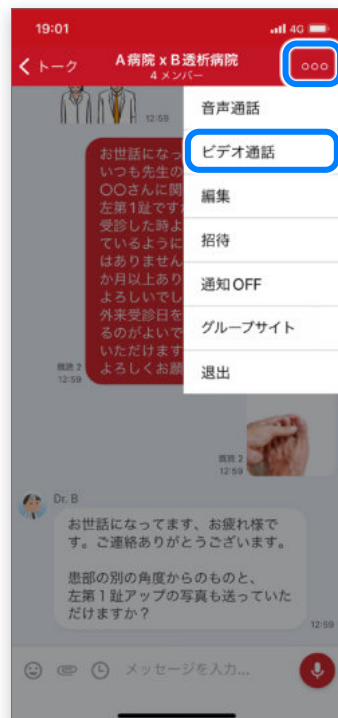 19:01
4G
トーク
A病院 x B透析病院
4 メンバー
12:59
音声通話
ビデオ通話
編集
招待
通知OFF
グループサイト
退出
お世話になっ
いつも先生の
〇〇さんに関
左第1趾です
受診した時よ
ているように
はありません
か月以上あり
よろしいでし
外来受診日を
るのがよいで
いただけます
よろしくお願
既読 2
12:59
既読 2
12:59
Dr. B
お世話になってます、お疲れ様で
す。ご連絡ありがとうございます。
患部の別の角度からのものと、
左第1趾アップの写真も送っていた
だけますか？
12:59
メッセージを入力...